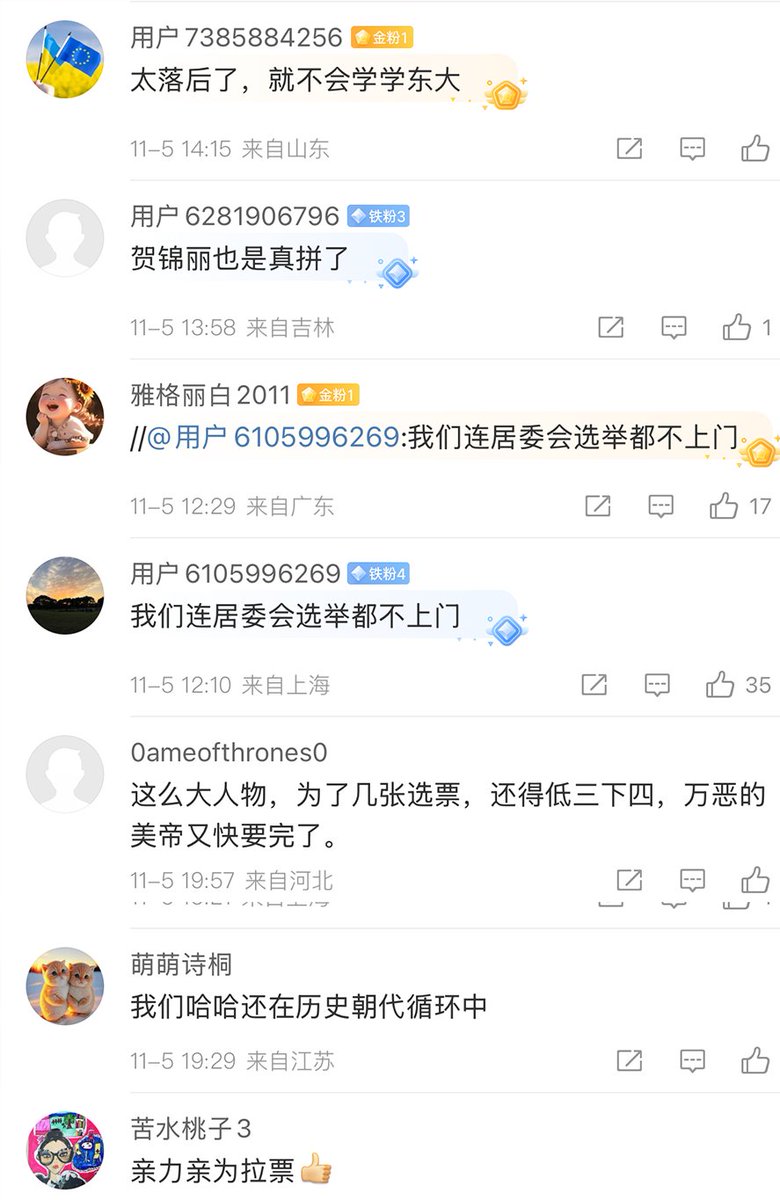 用户7385884256 金粉1
太落后了，就不会学学东大
11-5 14:15 来自山东
用户6281906796 铁粉3
贺锦丽也是真拼了
11-5 13:58 来自吉林
1
雅格丽白2011 金粉1
//@用户6105996269:我们连居委会选举都不上门
11-5 12:29 来自广东
17
用户6105996269 铁粉4
我们连居委会选举都不上门
11-5 12:10 来自上海
35
0ameofthrones0
这么大人物，为了几张选票，还得低三下四，万恶的
美帝又快要完了。
11-5 19:57 来自河北
萌萌诗桐
我们哈哈还在历史朝代循环中
11-5 19:29 来自江苏
苦水桃子3
亲力亲为拉票👍